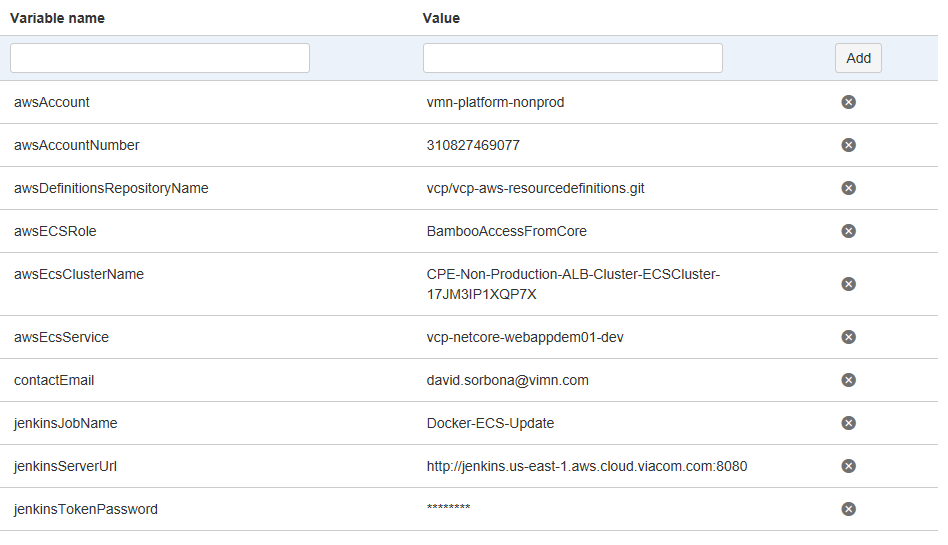 Variable name Value
Add
awsAccount vmn-platform-nonprod
awsAccountNumber 310827469077
awsDefinitionsRepositoryName vcp/vcp-aws-resourcedefinitions.git
awsECSRole BambooAccessFromCore
awsEcsClusterName CPE-Non-Production-ALB-Cluster-ECSCluster-
17JM3IP1XQP7X
awsEcsService vcp-netcore-webappdem01-dev
contactEmail david.sorbona@vimn.com
jenkinsJobName Docker-ECS-Update
jenkinsServerUrl http://jenkins.us-east-1.aws.cloud.viacom.com:8080
jenkinsTokenPassword ********